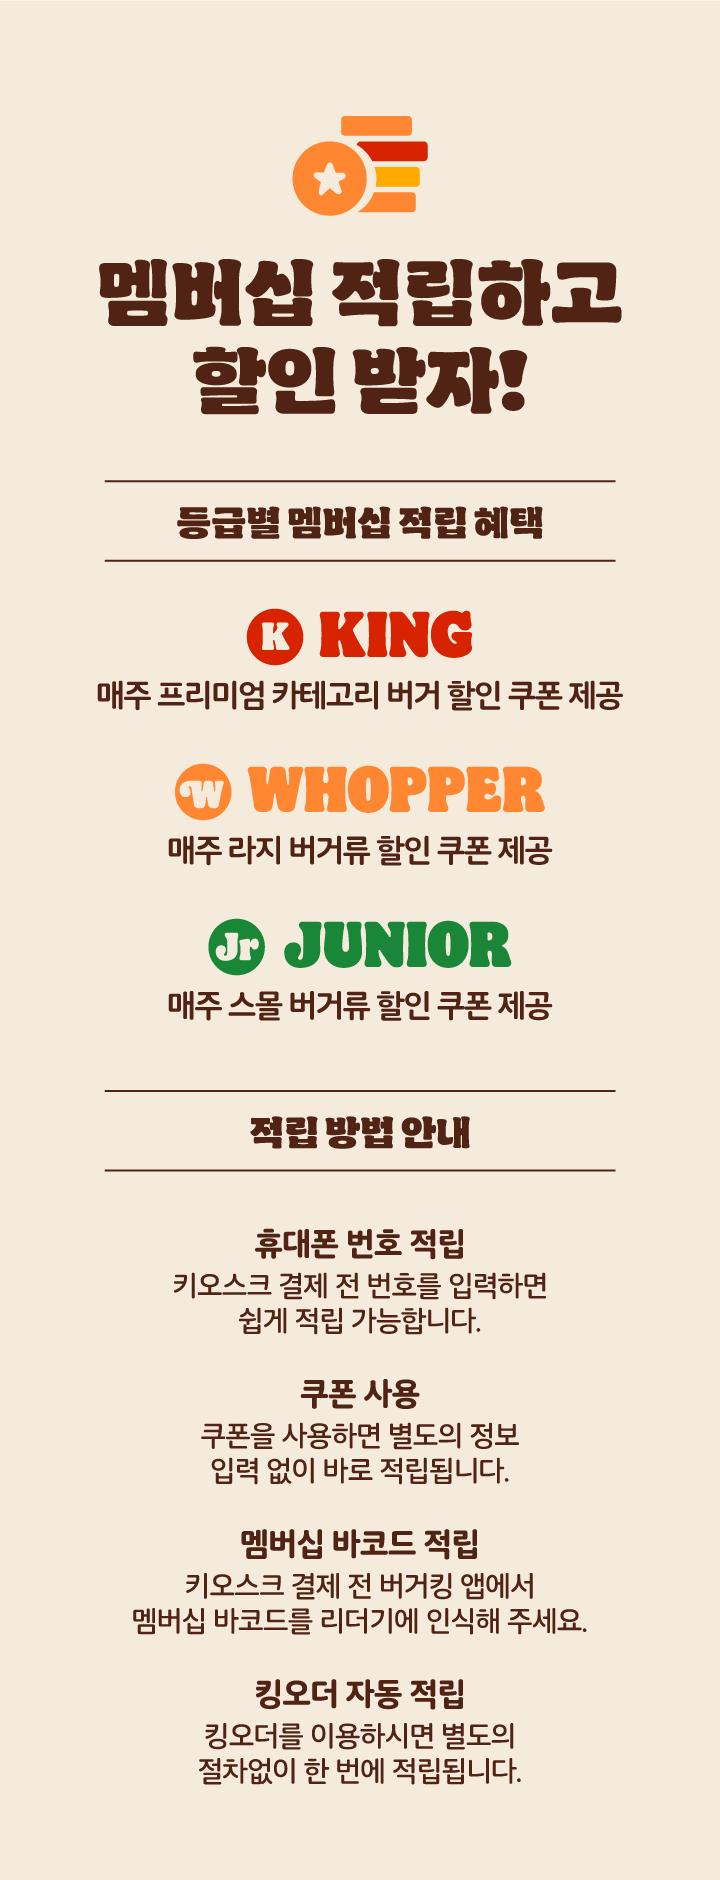 멤버십 적립하고
할인 받자!
등급별 멤버십 적립 혜택
K KING
매주 프리미엄 카테고리 버거 할인 쿠폰 제공
W WHOPPER
매주 라지 버거류 할인 쿠폰 제공
Jr JUNIOR
매주 스몰 버거류 할인 쿠폰 제공
적립 방법 안내
휴대폰 번호 적립
키오스크 결제 전 번호를 입력하면
쉽게 적립 가능합니다.
쿠폰 사용
쿠폰을 사용하면 별도의 정보
입력 없이 바로 적립됩니다.
멤버십 바코드 적립
키오스크 결제 전 버거킹 앱에서
멤버십 바코드를 리더기에 인식해 주세요.
킹오더 자동 적립
킹오더를 이용하시면 별도의
절차없이 한 번에 적립됩니다.